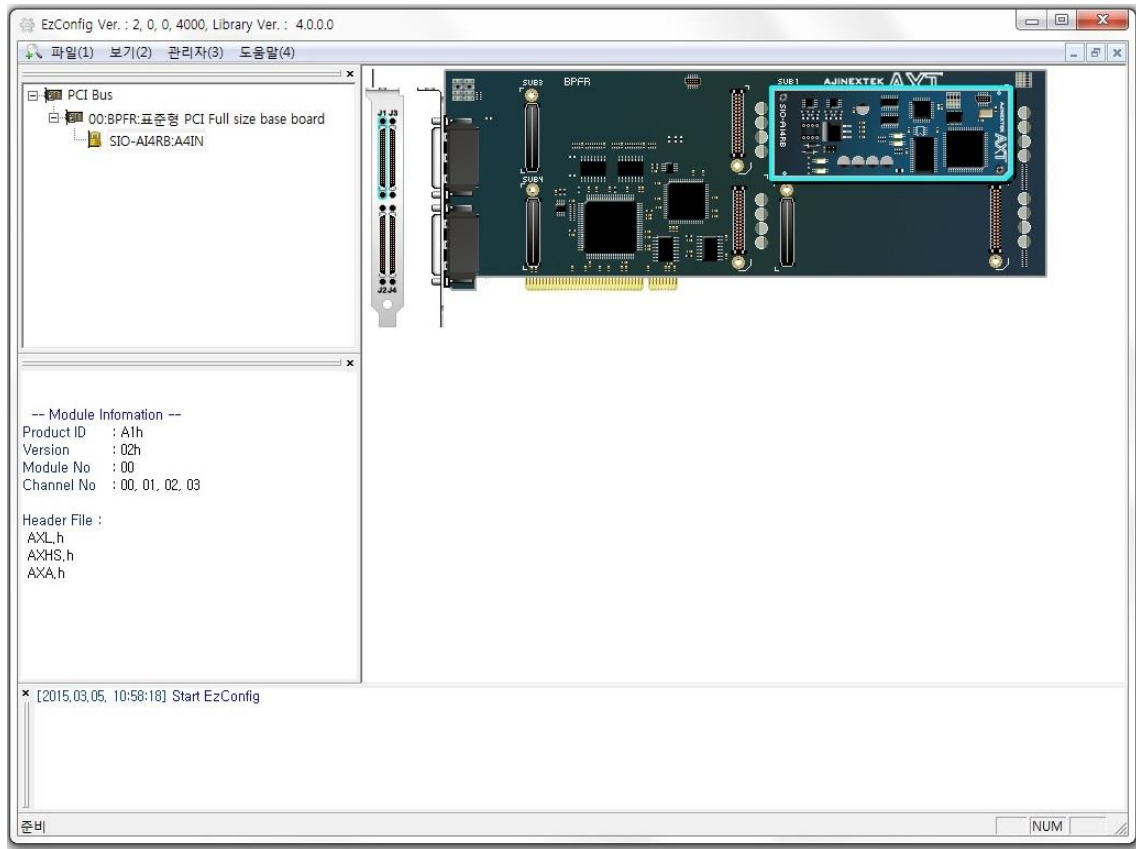 EzConfig Ver. : 2, 0, 0, 4000, Library Ver. : 4.0.0.0
파일(1) 보기(2) 관리자(3) 도움말(4)
PCI Bus
00:BPFR:표준형 PCI Full size base board
SIO-AI4RB:A4IN
J1 J3
J2 J4
SUB3 BPFR SUB1 AJINEXTEK AXT
SIO-AI4RB
AJINEXTEK
AXT
SUB4
-- Module Infomation --
Product ID : A1h
Version : 02h
Module No : 00
Channel No : 00, 01, 02, 03
Header File :
AXL.h
AXHS.h
AXA.h
[2015,03,05, 10:58:18] Start EzConfig
준비 NUM